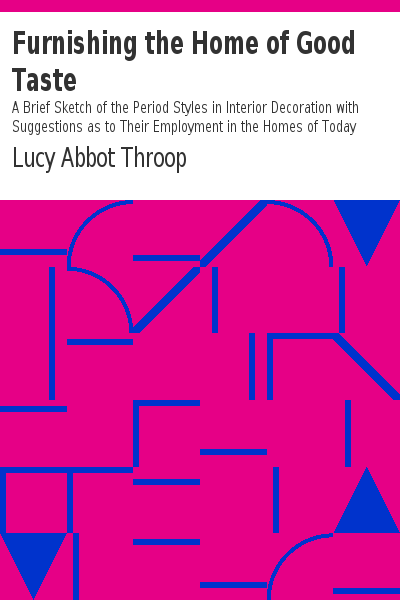 Furnishing the Home of Good
Taste
A Brief Sketch of the Period Styles in Interior Decoration with
Suggestions as to Their Employment in the Homes of Today
Lucy Abbot Throop